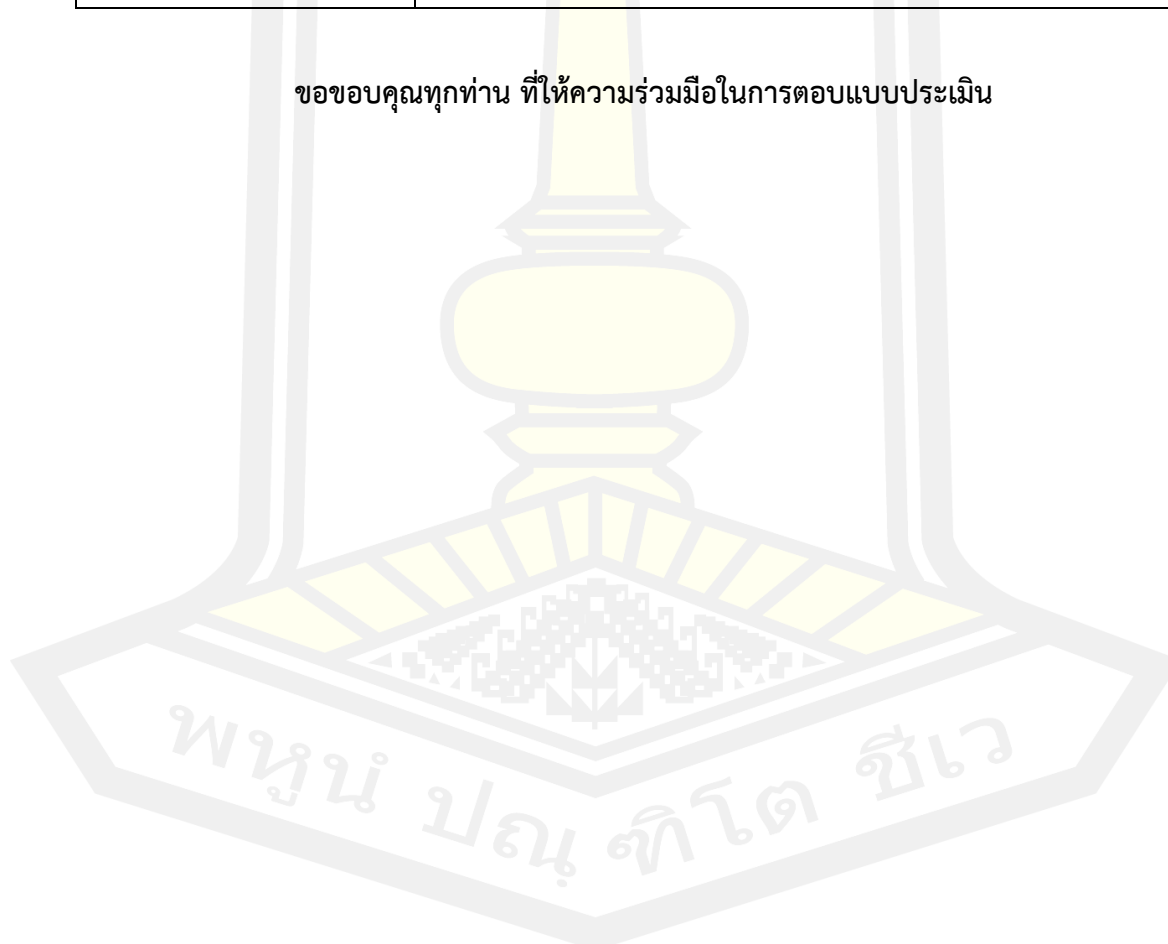 ขอขอบคุณทุกท่าน ที่ให้ความร่วมมือในการตอบแบบประเมิน
พหูนํ ปณฺฑิโต ชีเว